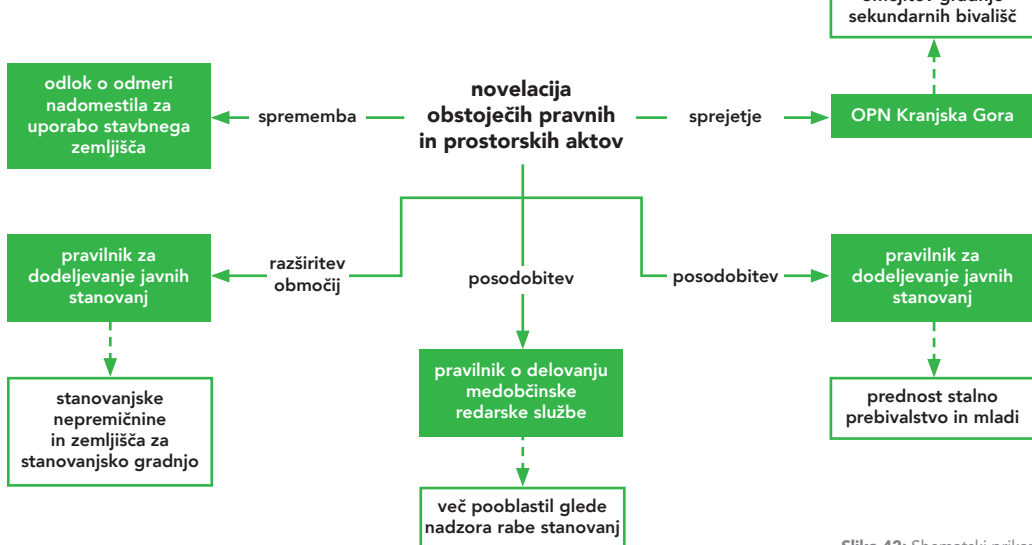 sekundarnih bivališč
odlok o odmeri
nadomestila za
uporabo stavbnega
zemljišča
sprememba
novelacija
obstoječih pravnih
in prostorskih aktov
sprejetje
OPN Kranjska Gora
pravilnik za
dodeljevanje javnih
stanovanj
razširitev
območij
posodobitev
posodobitev
pravilnik za
dodeljevanje javnih
stanovanj
stanovanjske
nepremičnine
in zemljišča za
stanovanjsko gradnjo
pravilnik o delovanju
medobčinske
redarske službe
prednost stalno
prebivalstvo in mladi
več pooblastil glede
nadzora rabe stanovanj